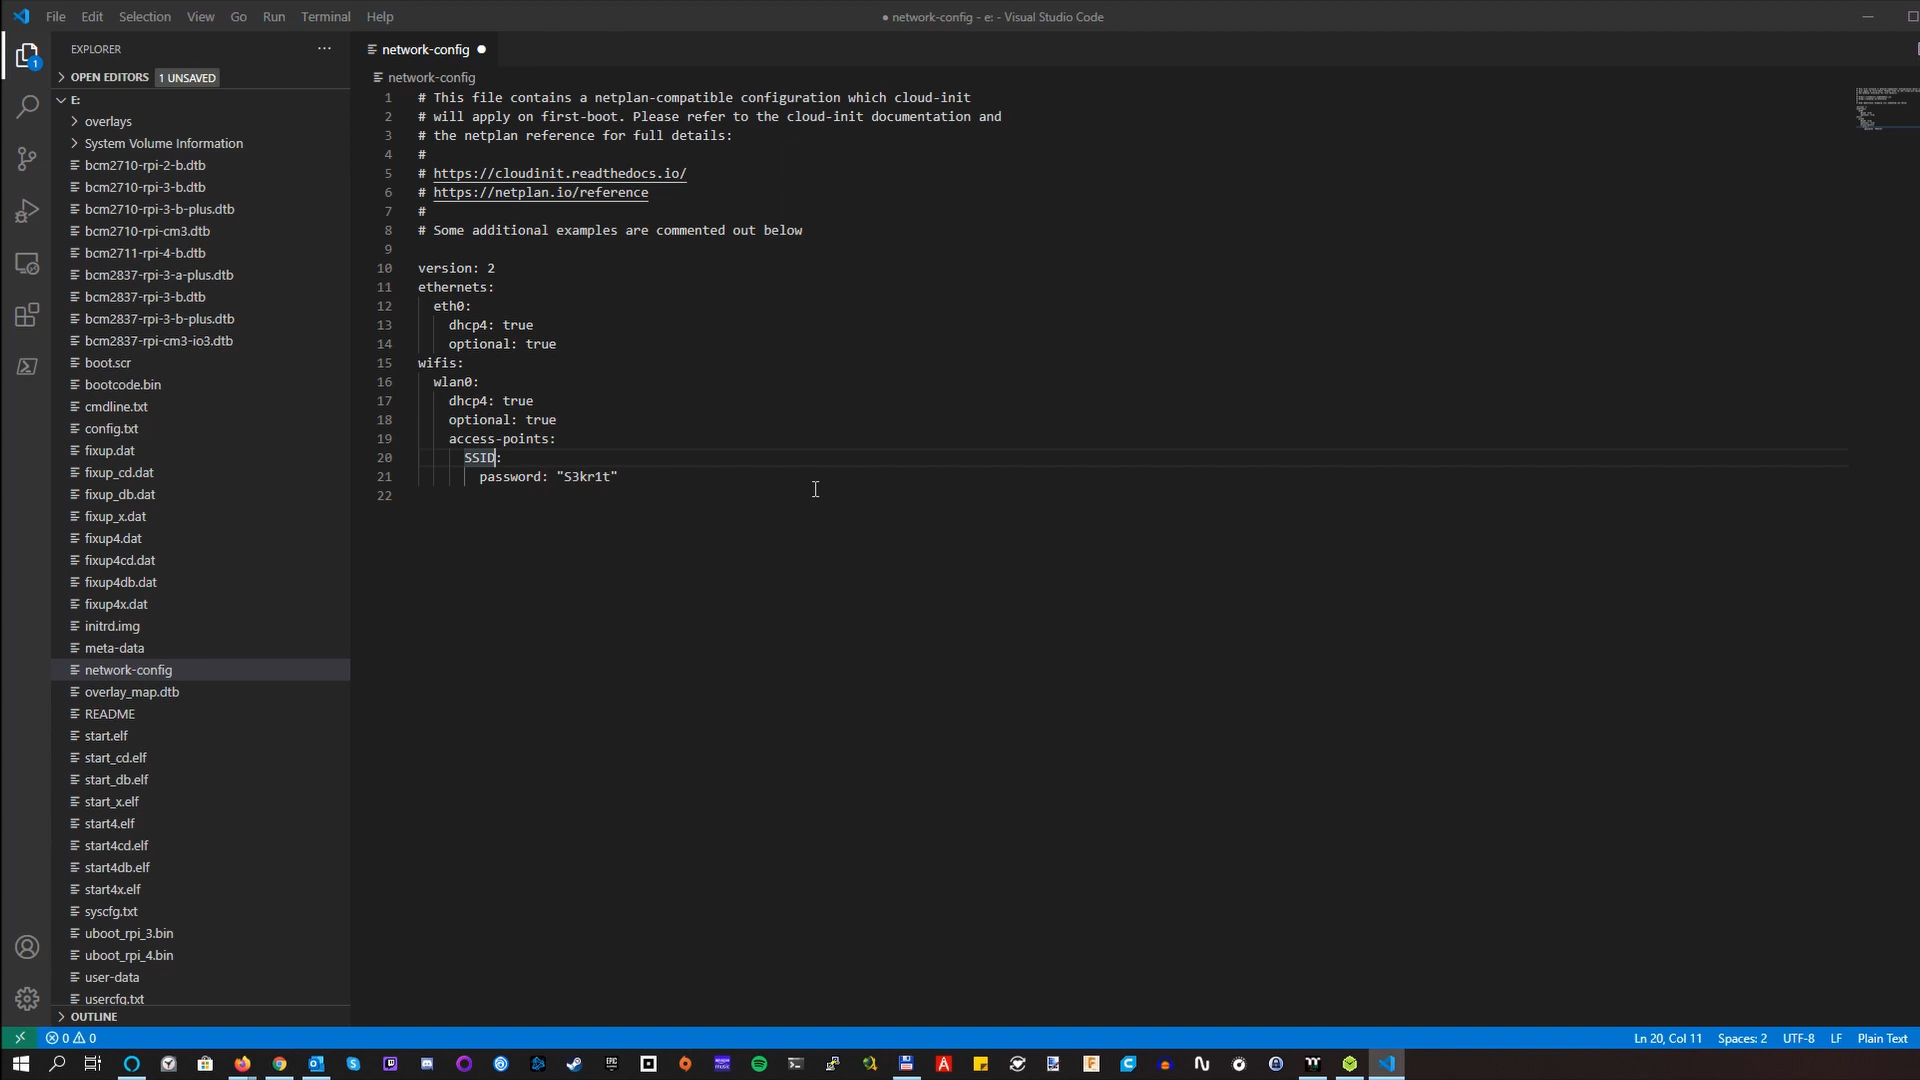 File Edit Selection View Go Run Terminal Help
● network-config - e: - Visual Studio Code
EXPLORER
1
OPEN EDITORS 1 UNSAVED
E:
overlays
System Volume Information
bcm2710-rpi-2-b.dtb
bcm2710-rpi-3-b.dtb
bcm2710-rpi-3-b-plus.dtb
bcm2710-rpi-cm3.dtb
bcm2711-rpi-4-b.dtb
bcm2837-rpi-3-a-plus.dtb
bcm2837-rpi-3-b.dtb
bcm2837-rpi-3-b-plus.dtb
bcm2837-rpi-cm3-io3.dtb
boot.scr
bootcode.bin
cmdline.txt
config.txt
fixup.dat
fixup_cd.dat
fixup_db.dat
fixup_x.dat
fixup4.dat
fixup4cd.dat
fixup4db.dat
fixup4x.dat
initrd.img
meta-data
network-config
overlay_map.dtb
README
start.elf
start_cd.elf
start_db.elf
start_x.elf
start4.elf
start4cd.elf
start4db.elf
start4x.elf
syscfg.txt
uboot_rpi_3.bin
uboot_rpi_4.bin
user-data
usercfg.txt
OUTLINE
network-config ●
network-config
1 # This file contains a netplan-compatible configuration which cloud-init
2 # will apply on first-boot. Please refer to the cloud-init documentation and
3 # the netplan reference for full details:
4 #
5 # https://cloudinit.readthedocs.io/
6 # https://netplan.io/reference
7 #
8 # Some additional examples are commented out below
9
10 version: 2
11 ethernets:
12 eth0:
13 dhcp4: true
14 optional: true
15 wifis:
16 wlan0:
17 dhcp4: true
18 optional: true
19 access-points:
20 SSID:
21 password: "S3kr1t"
22
0 0
Ln 20, Col 11 Spaces: 2 UTF-8 LF Plain Text